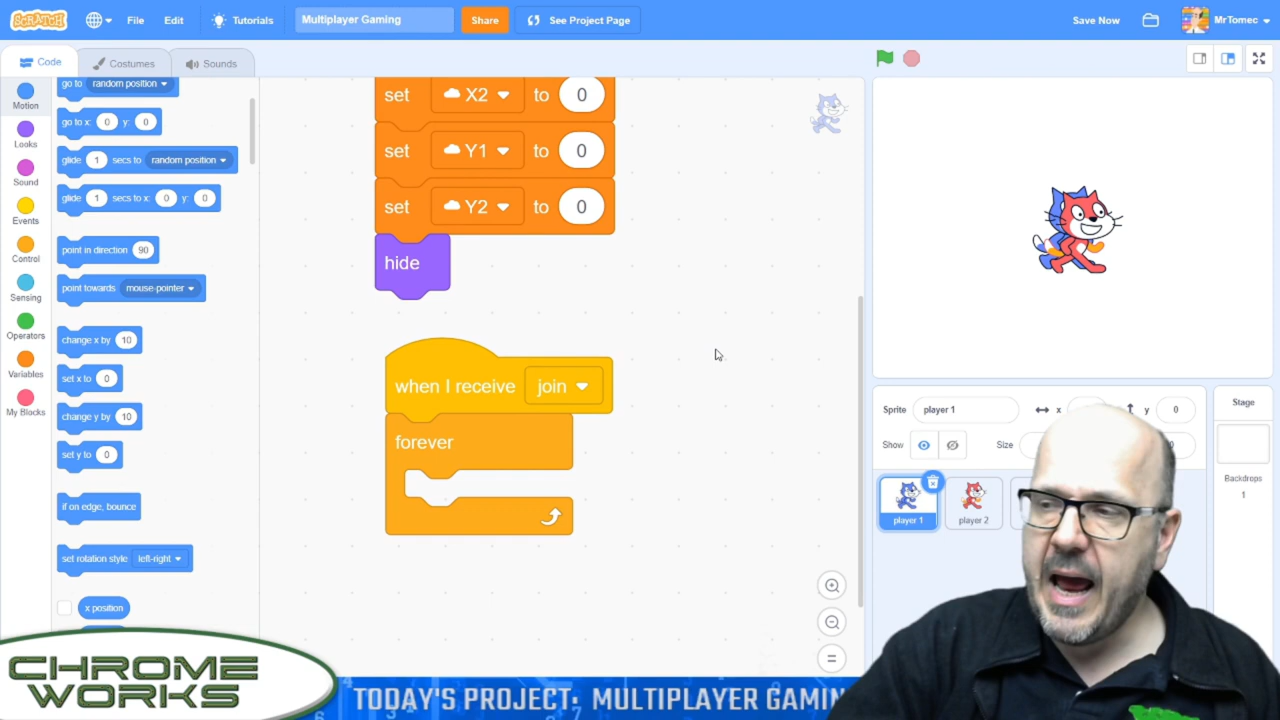 SCRATCH File Edit Tutorials Multiplayer Gaming Share See Project Page Save Now MrTomec
Code Costumes Sounds
Motion
Looks
Sound
Events
Control
Sensing
Operators
Variables
My Blocks
go to random position
go to x: 0 y: 0
glide 1 secs to random position
glide 1 secs to x: 0 y: 0
point in direction 90
point towards mouse-pointer
change x by 10
set x to 0
change y by 10
set y to 0
if on edge, bounce
set rotation style left-right
x position
set X2 to 0
set Y1 to 0
set Y2 to 0
hide
when I receive join
forever
Sprite player 1 x y 0
Show Size
player 1
player 2
Stage
Backdrops
1
CHROME
WORKS
TODAY'S PROJECT: MULTIPLAYER GAMIN